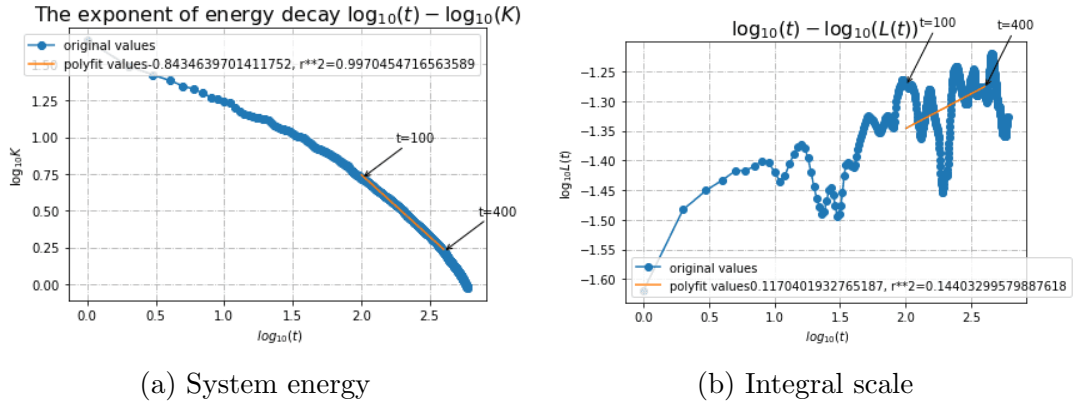 The exponent of energy decay log₁₀(t) − log₁₀(K)
original values
polyfit values-0.8434639701411752, r**2=0.9970454716563589
1.50
1.25
1.00
0.75
0.50
0.25
0.00
log₁₀K
t=100
t=400
0.0
0.5
1.0
1.5
2.0
2.5
log₁₀(t)
(a) System energy
log₁₀(t) − log₁₀(L(t))
t=100
t=400
−1.25
−1.30
−1.35
−1.40
−1.45
−1.50
−1.55
−1.60
log₁₀L(t)
original values
polyfit values0.1170401932765187, r**2=0.14403299579887618
0.0
0.5
1.0
1.5
2.0
2.5
log₁₀(t)
(b) Integral scale